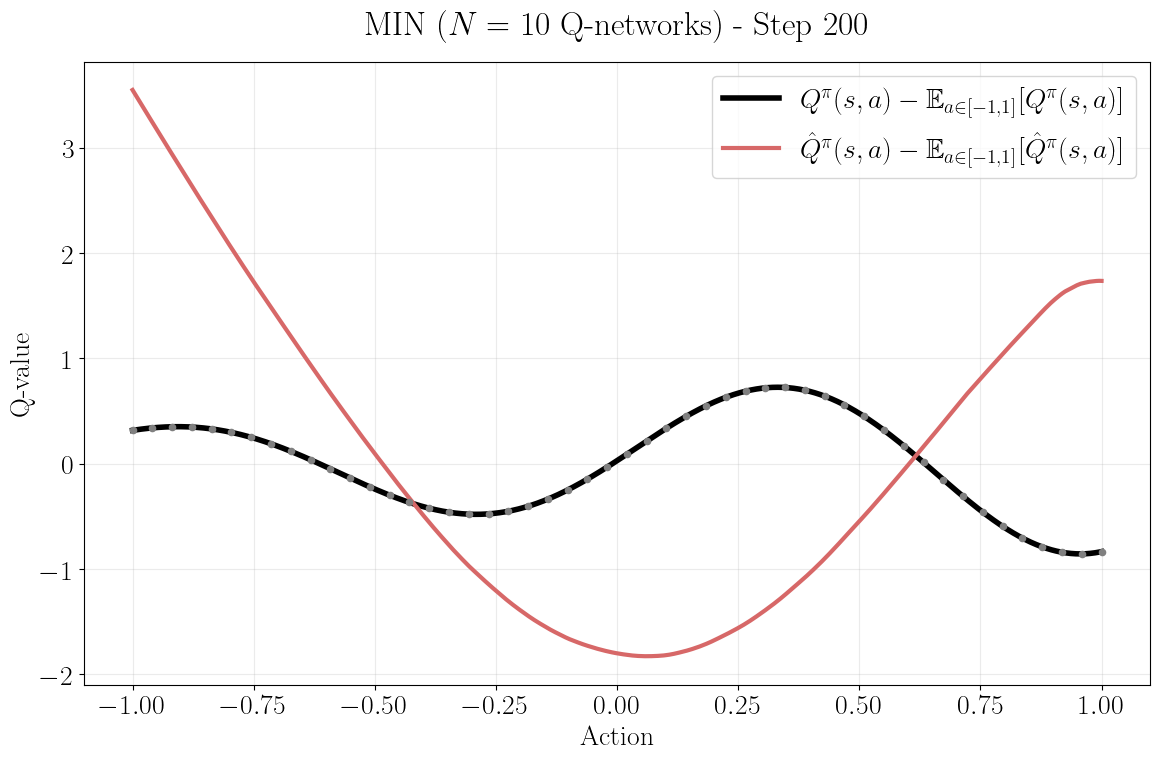 MIN (N = 10 Q-networks) - Step 200
Q^π(s, a) − 𝔼_{a∈[−1,1]}[Q^π(s, a)]
Q̂^π(s, a) − 𝔼_{a∈[−1,1]}[Q̂^π(s, a)]
Q-value
3
2
1
0
−1
−2
−1.00 −0.75 −0.50 −0.25 0.00 0.25 0.50 0.75 1.00
Action